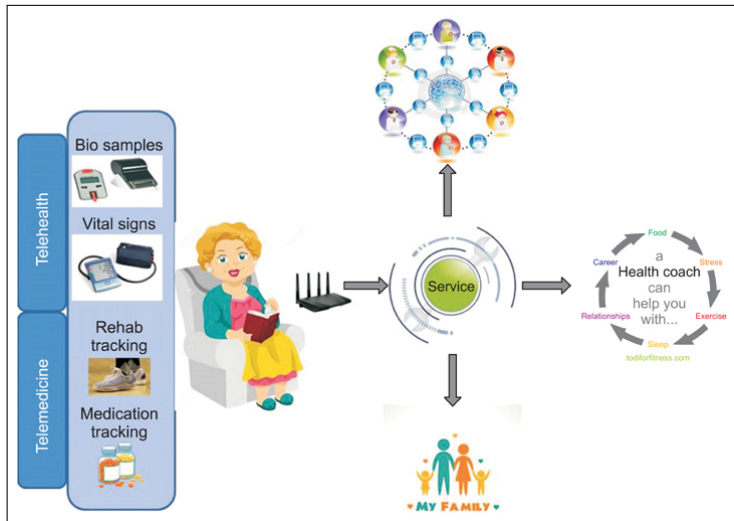 Telehealth
Telemedicine
Bio samples
Vital signs
Rehab
tracking
Medication
tracking
Service
Food
Stress
Exercise
Sleep
Relationships
Career
a
Health coach
can
help you
with...
todiforfitness.com
MY FAMILY